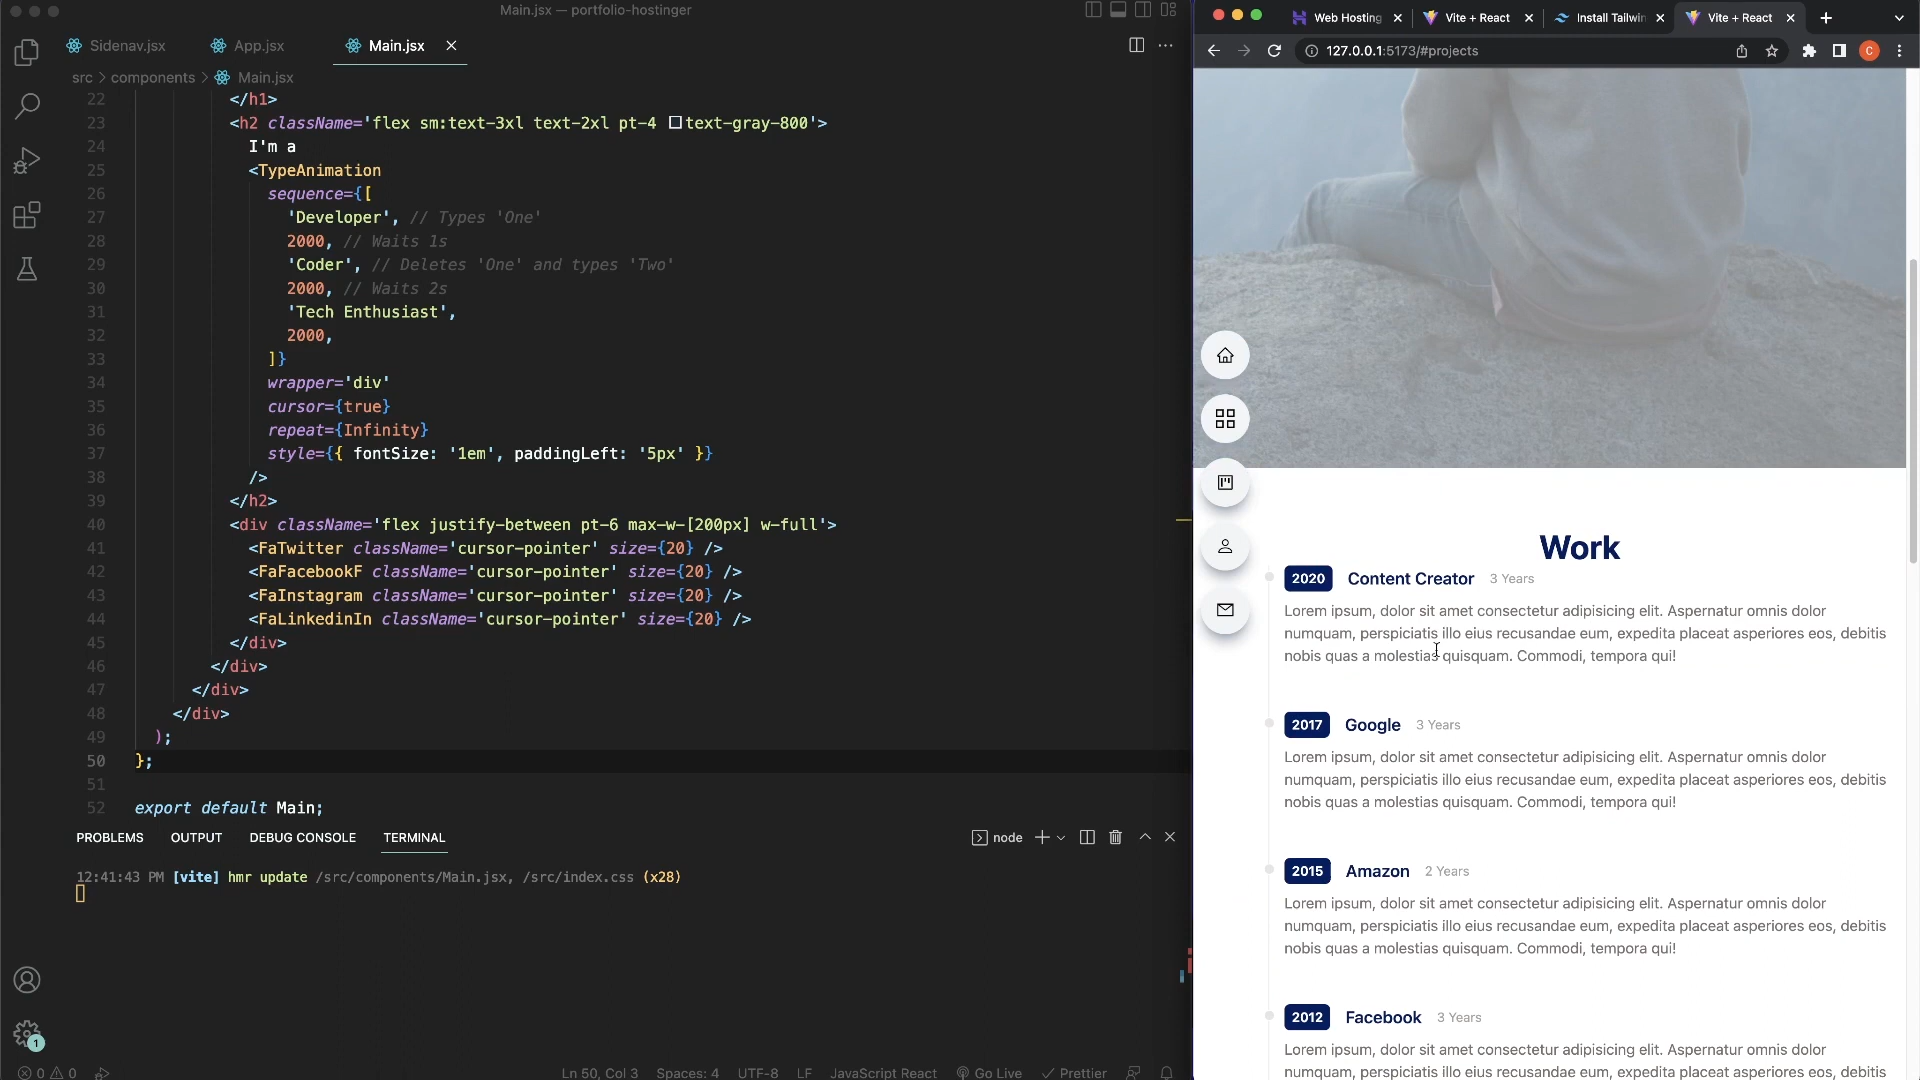 Main.jsx — portfolio-hostinger
Sidenav.jsx
App.jsx
Main.jsx
src > components > Main.jsx
22 </h1>
23 <h2 className='flex sm:text-3xl text-2xl pt-4 text-gray-800'>
24 I'm a
25 <TypeAnimation
26 sequence={[
27 'Developer', // Types 'One'
28 2000, // Waits 1s
29 'Coder', // Deletes 'One' and types 'Two'
30 2000, // Waits 2s
31 'Tech Enthusiast',
32 2000,
33 ]}
34 wrapper='div'
35 cursor={true}
36 repeat={Infinity}
37 style={{ fontSize: '1em', paddingLeft: '5px' }}
38 />
39 </h2>
40 <div className='flex justify-between pt-6 max-w-[200px] w-full'>
41 <FaTwitter className='cursor-pointer' size={20} />
42 <FaFacebookF className='cursor-pointer' size={20} />
43 <FaInstagram className='cursor-pointer' size={20} />
44 <FaLinkedinIn className='cursor-pointer' size={20} />
45 </div>
46 </div>
47 </div>
48 </div>
49 );
50 };
51
52 export default Main;
PROBLEMS OUTPUT DEBUG CONSOLE TERMINAL
node
12:41:43 PM [vite] hmr update /src/components/Main.jsx, /src/index.css (x28)
1
0 0
Ln 50, Col 3 Spaces: 4 UTF-8 LF JavaScript React Go Live Prettier
Web Hosting
Vite + React
Install Tailwin
Vite + React
127.0.0.1:5173/#projects
C
Work
2020 Content Creator 3 Years
Lorem ipsum, dolor sit amet consectetur adipisicing elit. Aspernatur omnis dolor
numquam, perspiciatis illo eius recusandae eum, expedita placeat asperiores eos, debitis
nobis quas a molestias quisquam. Commodi, tempora qui!
2017 Google 3 Years
Lorem ipsum, dolor sit amet consectetur adipisicing elit. Aspernatur omnis dolor
numquam, perspiciatis illo eius recusandae eum, expedita placeat asperiores eos, debitis
nobis quas a molestias quisquam. Commodi, tempora qui!
2015 Amazon 2 Years
Lorem ipsum, dolor sit amet consectetur adipisicing elit. Aspernatur omnis dolor
numquam, perspiciatis illo eius recusandae eum, expedita placeat asperiores eos, debitis
nobis quas a molestias quisquam. Commodi, tempora qui!
2012 Facebook 3 Years
Lorem ipsum, dolor sit amet consectetur adipisicing elit. Aspernatur omnis dolor
numquam, perspiciatis illo eius recusandae eum, expedita placeat asperiores eos, debitis